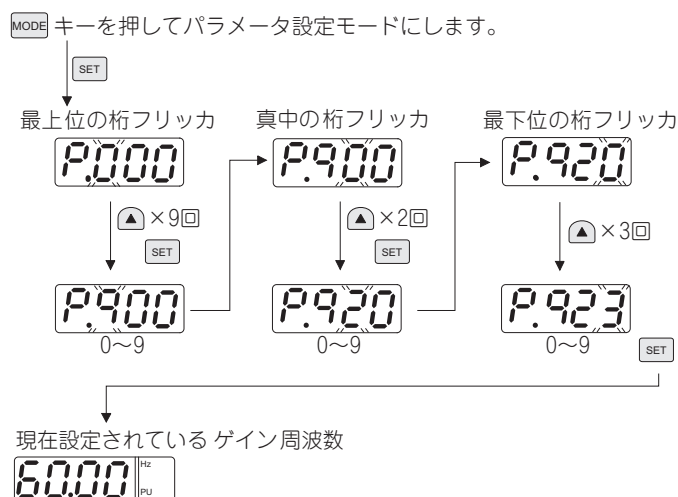 MODE キーを押してパラメータ設定モードにします。
SET
最上位の桁フリッカ 真中の桁フリッカ 最下位の桁フリッカ
P.000 P.900 P.920
▲ ×9回 ▲ ×2回 ▲ ×3回
SET SET
P.900 P.920 P.923
0〜9 0〜9 0〜9 SET
現在設定されているゲイン周波数
60.00 Hz
PU